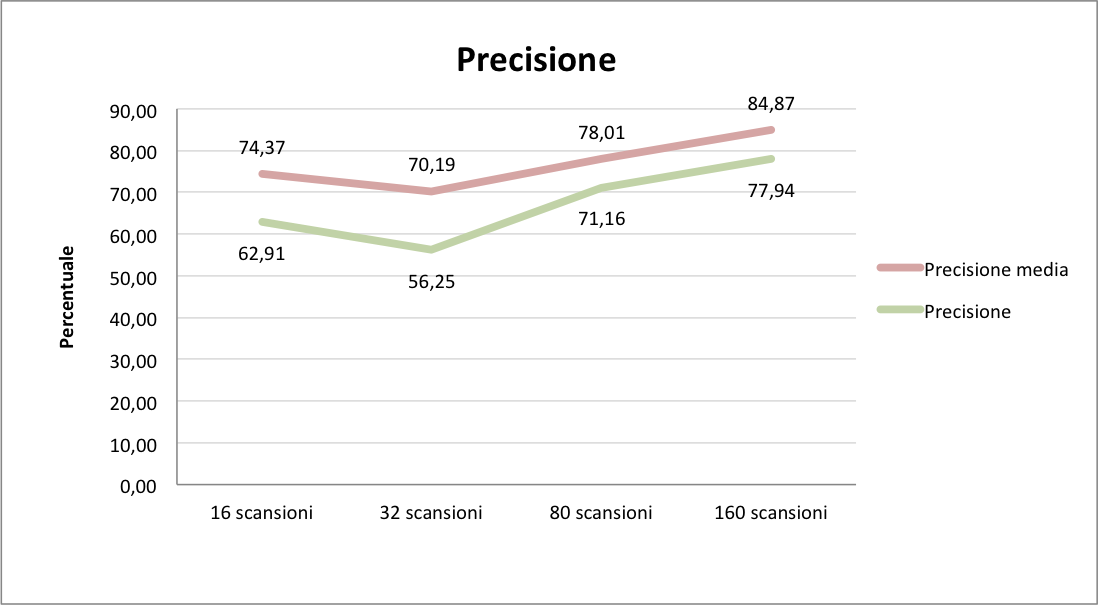 Precisione
90,00
80,00
70,00
60,00
50,00
40,00
30,00
20,00
10,00
0,00
Percentuale
74,37
70,19
78,01
84,87
62,91
56,25
71,16
77,94
16 scansioni
32 scansioni
80 scansioni
160 scansioni
Precisione media
Precisione